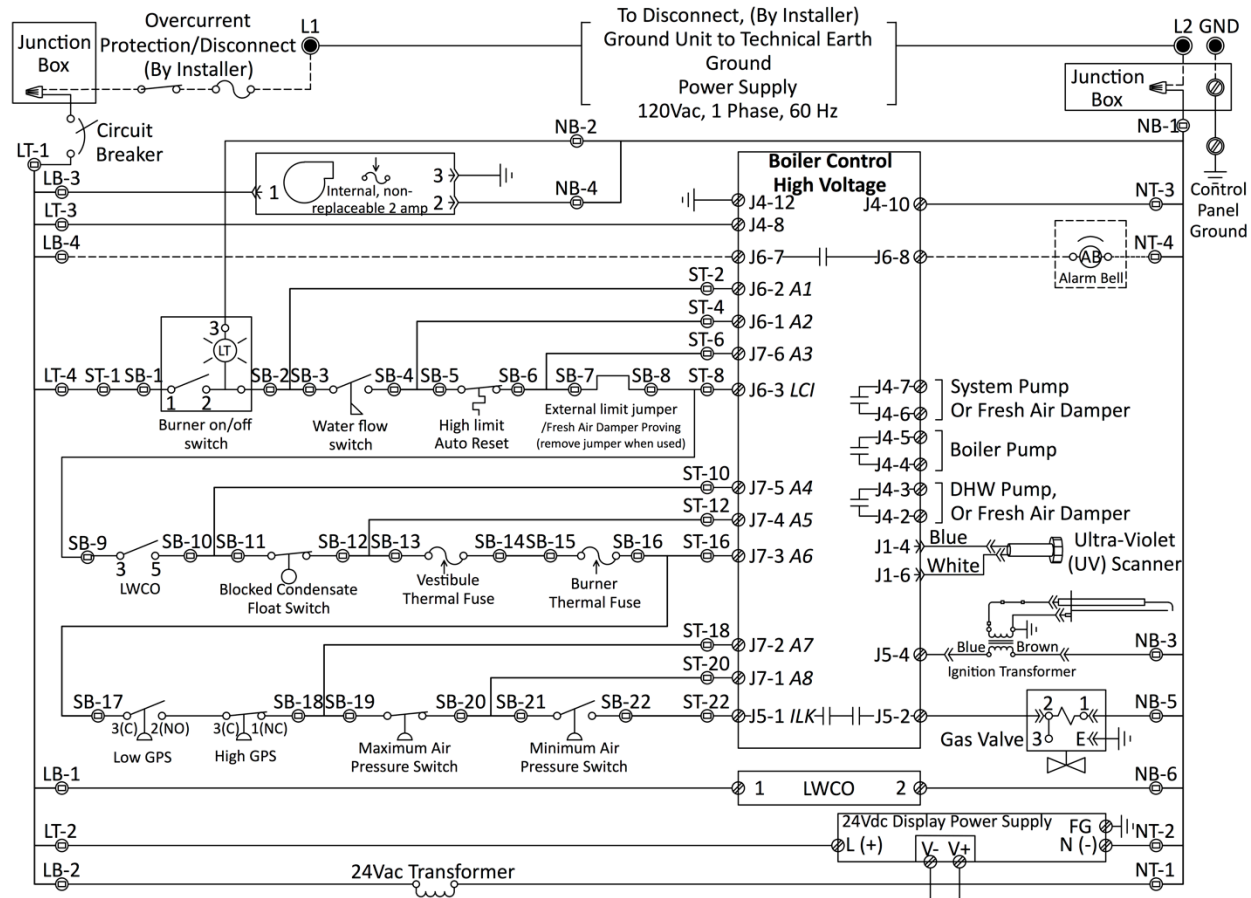 Junction
Box
Overcurrent
Protection/Disconnect
(By Installer)
L1
To Disconnect, (By Installer)
Ground Unit to Technical Earth
Ground
Power Supply
120Vac, 1 Phase, 60 Hz
L2 GND
Junction
Box
Circuit
Breaker
LT-1
NB-2
NB-1
LB-3
1
Internal, non-
replaceable 2 amp
3
2
NB-4
Boiler Control
High Voltage
Control
Panel
Ground
LT-3
J4-12
J4-8
J4-10
NT-3
LB-4
J6-7
J6-8
AB
Alarm Bell
NT-4
ST-2
J6-2 A1
ST-4
J6-1 A2
ST-6
J7-6 A3
3
LT
LT-4
ST-1
SB-1
1
2
Burner on/off
switch
SB-2
SB-3
Water flow
switch
SB-4
SB-5
High limit
Auto Reset
SB-6
SB-7
SB-8
External limit jumper
/Fresh Air Damper Proving
(remove jumper when used)
ST-8
J6-3 LCI
J4-7
J4-6
System Pump
Or Fresh Air Damper
J4-5
J4-4
Boiler Pump
J4-3
J4-2
DHW Pump,
Or Fresh Air Damper
ST-10
J7-5 A4
ST-12
J7-4 A5
SB-9
3
5
LWCO
SB-10
SB-11
Blocked Condensate
Float Switch
SB-12
SB-13
Vestibule
Thermal Fuse
SB-14
SB-15
Burner
Thermal Fuse
SB-16
ST-16
J7-3 A6
J1-4
Blue
J1-6
White
Ultra-Violet
(UV) Scanner
ST-18
J7-2 A7
ST-20
J7-1 A8
J5-4
Blue
Brown
Ignition Transformer
NB-3
SB-17
3(C)
2(NO)
Low GPS
3(C)
1(NC)
High GPS
SB-18
SB-19
Maximum Air
Pressure Switch
SB-20
SB-21
Minimum Air
Pressure Switch
SB-22
ST-22
J5-1 ILK
J5-2
Gas Valve
2
1
3
E
NB-5
LB-1
1
LWCO
2
NB-6
LT-2
24Vdc Display Power Supply
L (+)
V-
V+
FG
N (-)
NT-2
LB-2
24Vac Transformer
NT-1